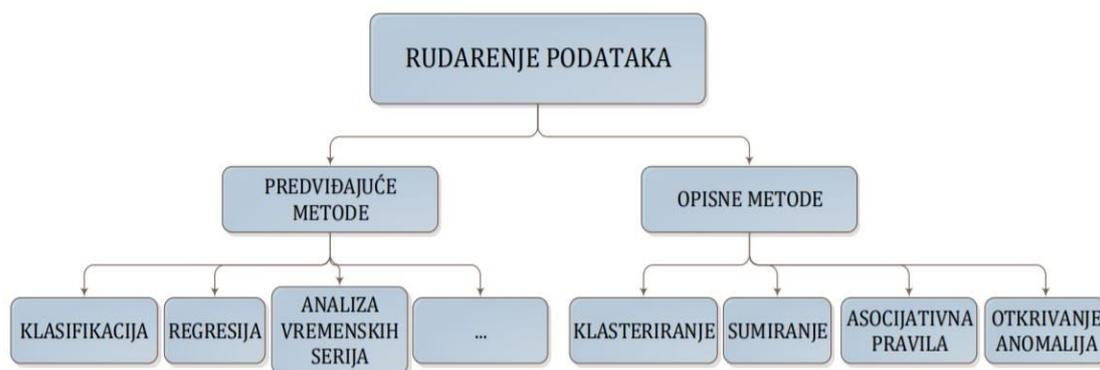 RUDARENJE PODATAKA
PREDVIĐAJUĆE
METODE
OPISNE METODE
KLASIFIKACIJA
REGRESIJA
ANALIZA
VREMENSKIH
SERIJA
...
KLASTERIRANJE
SUMIRANJE
ASOCIJATIVNA
PRAVILA
OTKRIVANJE
ANOMALIJA